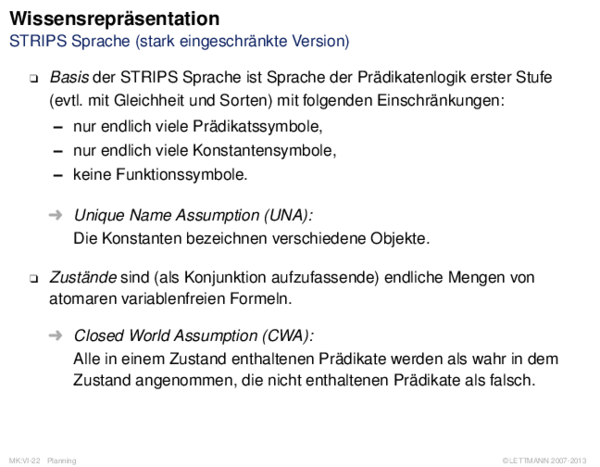 Wissensrepräsentation
STRIPS Sprache (stark eingeschränkte Version)
❑ Basis der STRIPS Sprache ist Sprache der Prädikatenlogik erster Stufe
(evtl. mit Gleichheit und Sorten) mit folgenden Einschränkungen:
– nur endlich viele Prädikatssymbole,
– nur endlich viele Konstantensymbole,
– keine Funktionssymbole.
➜ Unique Name Assumption (UNA):
Die Konstanten bezeichnen verschiedene Objekte.
❑ Zustände sind (als Konjunktion aufzufassende) endliche Mengen von
atomaren variablenfreien Formeln.
➜ Closed World Assumption (CWA):
Alle in einem Zustand enthaltenen Prädikate werden als wahr in dem
Zustand angenommen, die nicht enthaltenen Prädikate als falsch.
MK:VI-22 Planning ©LETTMANN 2007-2013